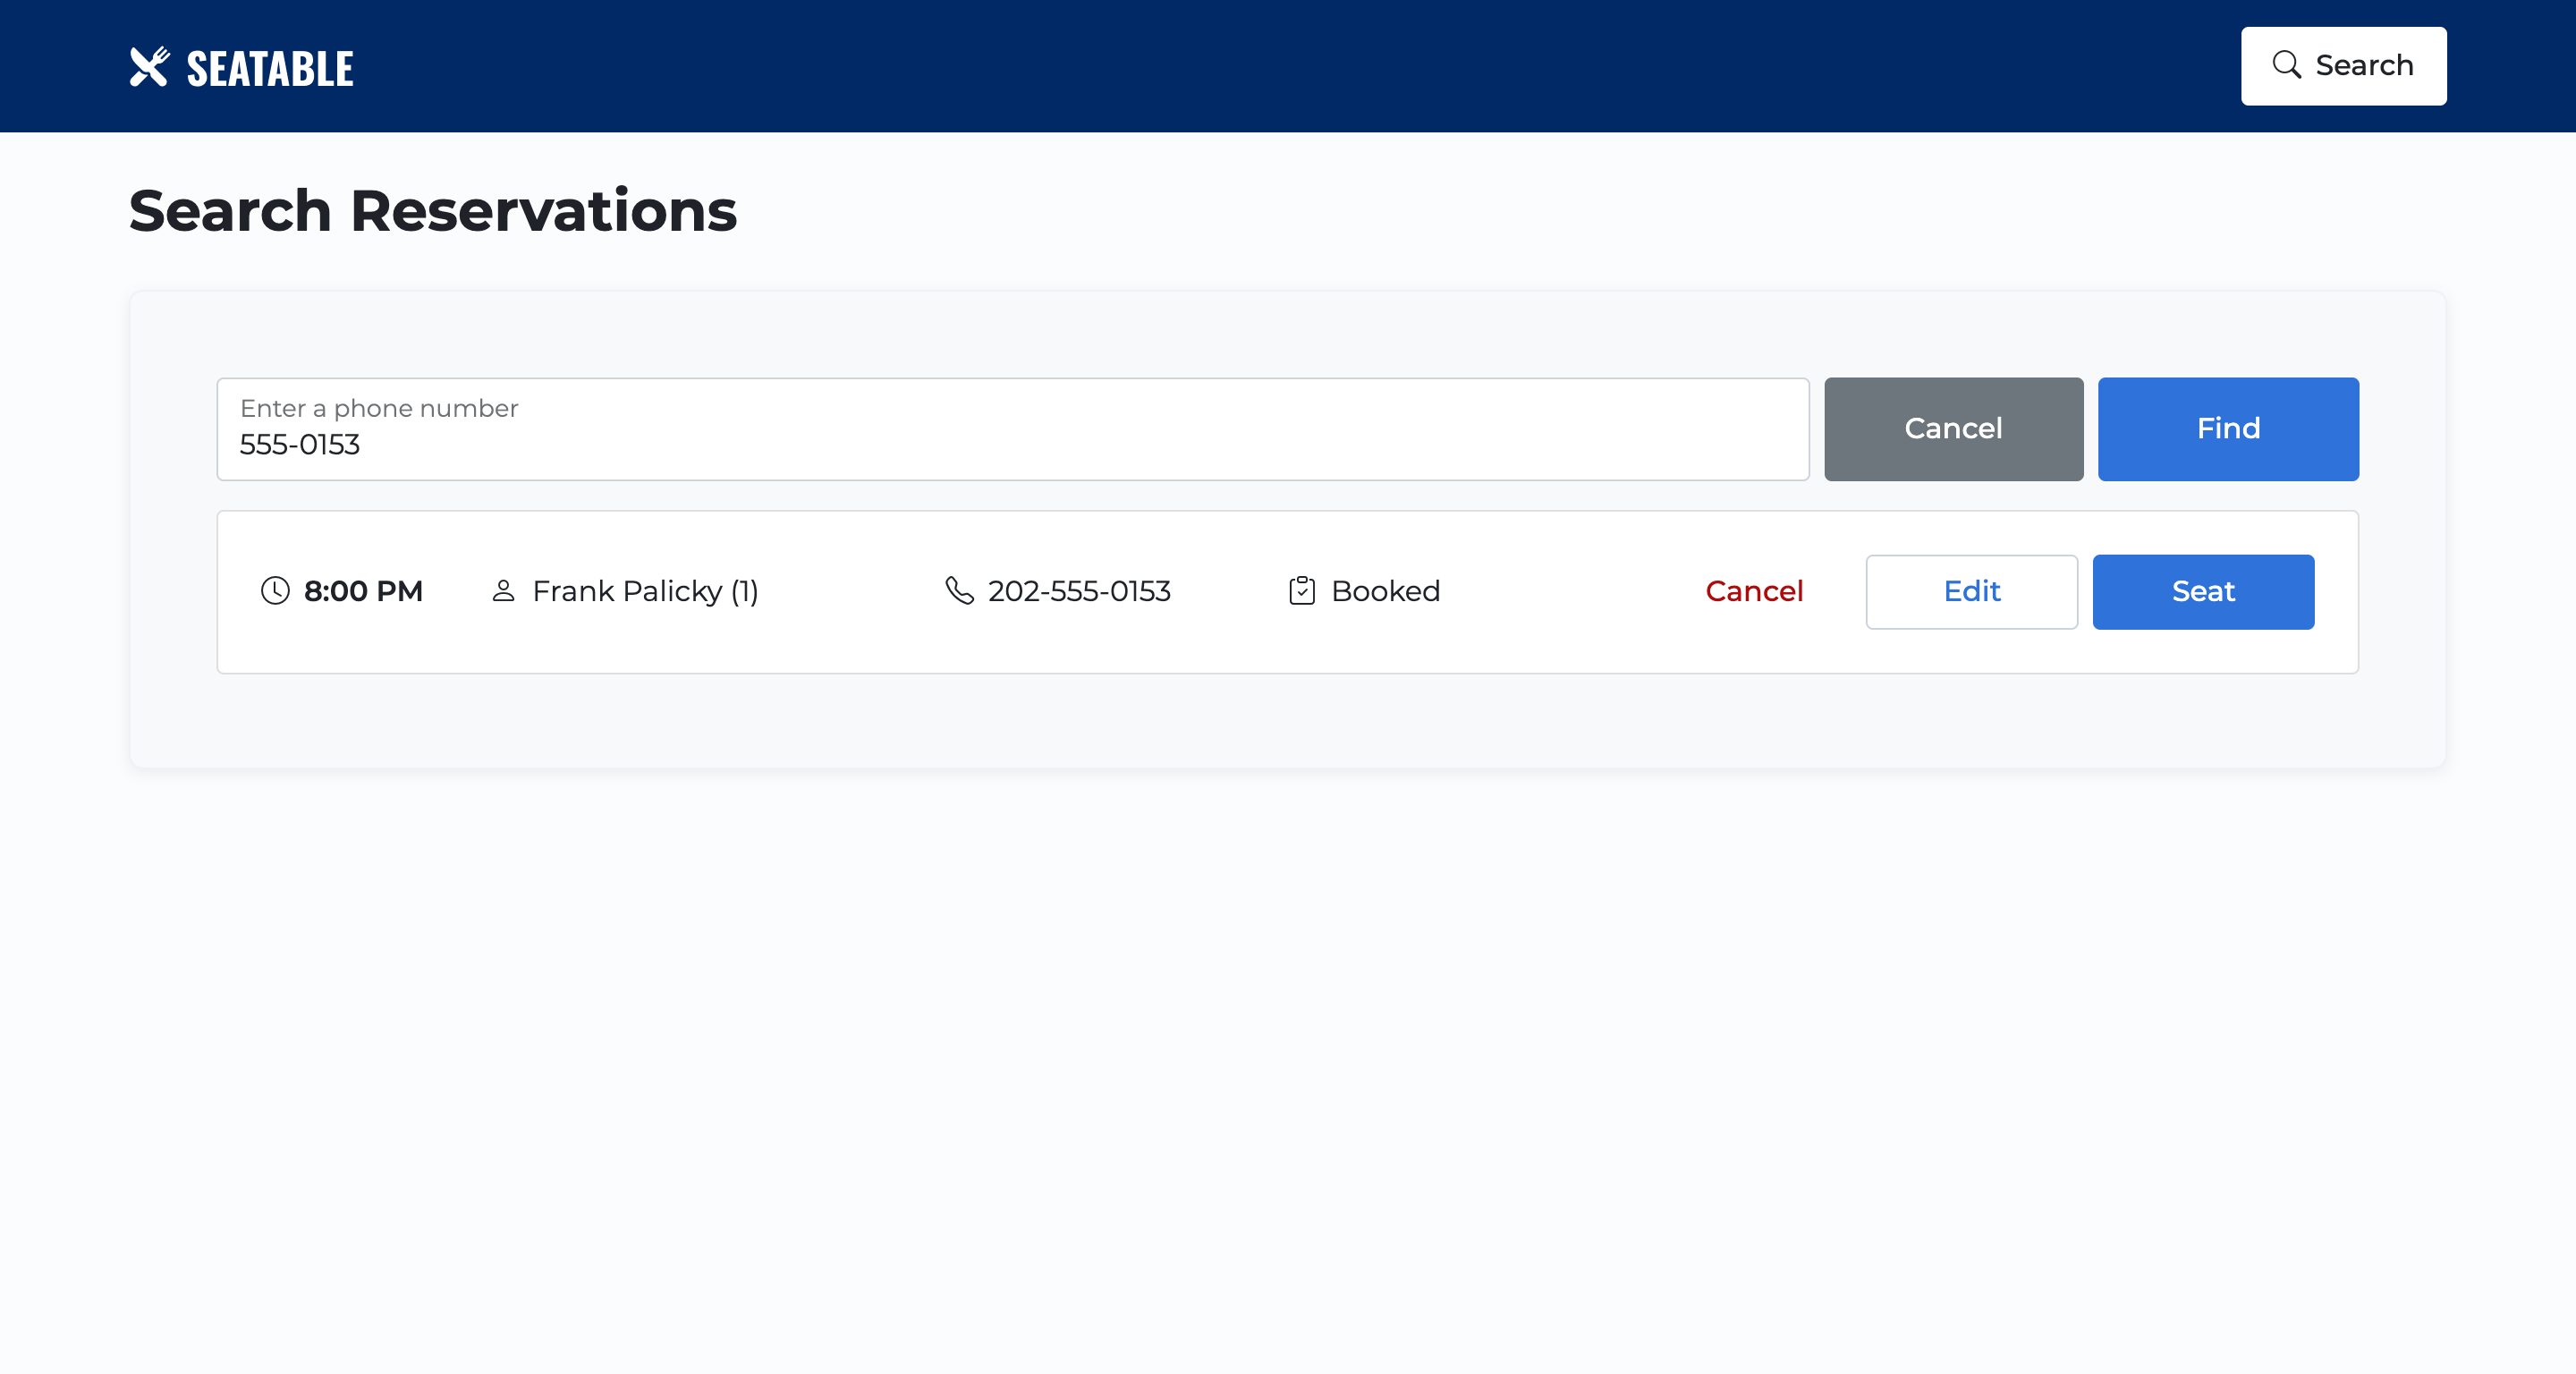 SEATABLE
Search
Search Reservations
Enter a phone number
555-0153
Cancel
Find
8:00 PM
Frank Palicky (1)
202-555-0153
Booked
Cancel
Edit
Seat